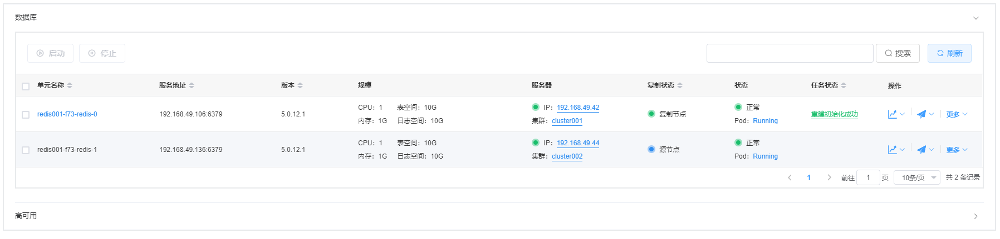 数据库
启动 停止 搜索 刷新
单元名称 服务地址 版本 规模 服务器 复制状态 状态 任务状态 操作
redis001-f73-redis-0 192.168.49.106:6379 5.0.12.1 CPU：1 表空间：10G IP：192.168.49.42 复制节点 正常 重建初始化成功 更多
内存：1G 日志空间：10G 集群：cluster001 Pod：Running
redis001-f73-redis-1 192.168.49.136:6379 5.0.12.1 CPU：1 表空间：10G IP：192.168.49.44 源节点 正常 更多
内存：1G 日志空间：10G 集群：cluster002 Pod：Running
1 前往 1 页 10条/页 共 2 条记录
高可用